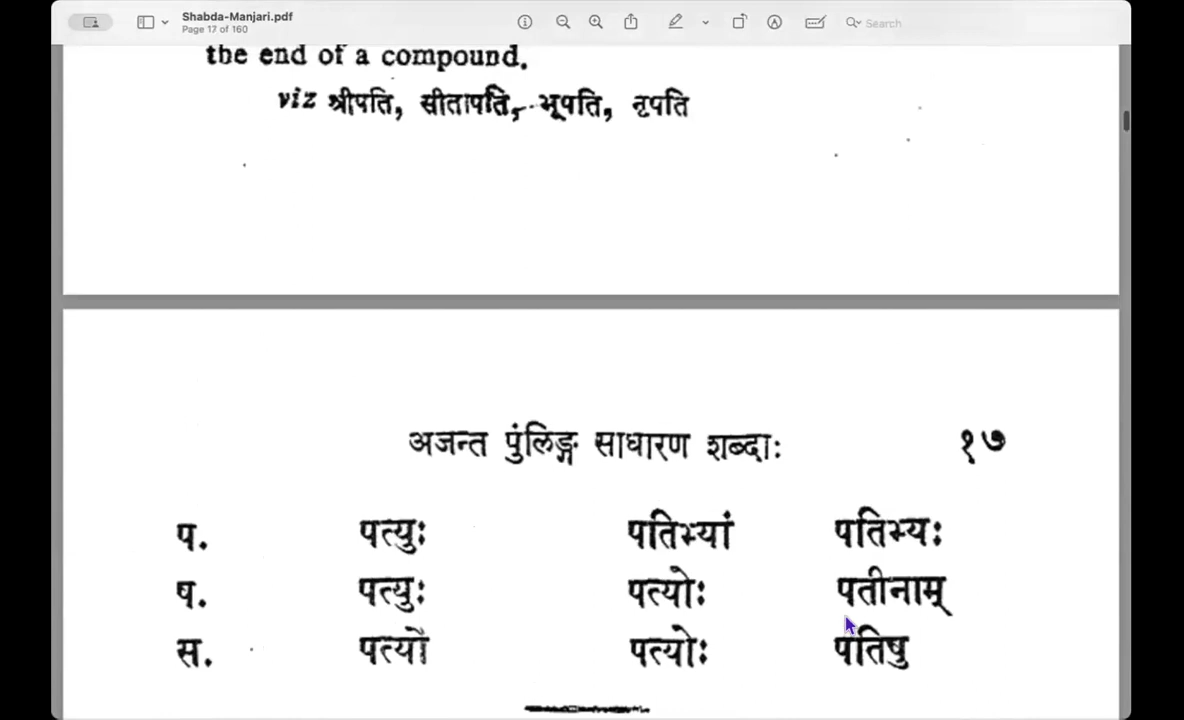 Shabda-Manjari.pdf
Page 17 of 160
Search
the end of a compound.
viz श्रीपति, सीतापति, भूपति, नृपति
अजन्त पुंलिङ्ग साधारण शब्दाः १७
प. पत्युः पतिभ्यां पतिभ्यः
ष. पत्युः पत्योः पतीनाम्
स. पत्यौ पत्योः पतिषु